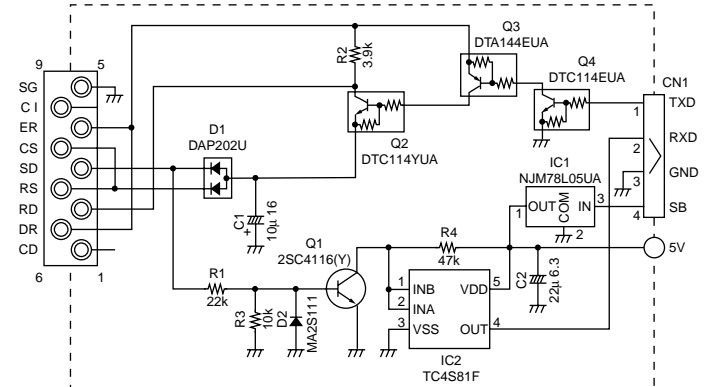 9
5
SG
C I
ER
CS
SD
RS
RD
DR
CD
6
1
D1
DAP202U
R2
3.9k
Q2
DTC114YUA
Q3
DTA144EUA
Q4
DTC114EUA
CN1
TXD
1
RXD
2
GND
3
SB
4
5V
IC1
NJM78L05UA
OUT
COM
IN
1
3
2
C1
+
10µ 16
Q1
2SC4116(Y)
R4
47k
R1
22k
R3
10k
D2
MA2S111
1
INB
2
INA
3
VSS
VDD
5
OUT
4
IC2
TC4S81F
C2
22µ 6.3